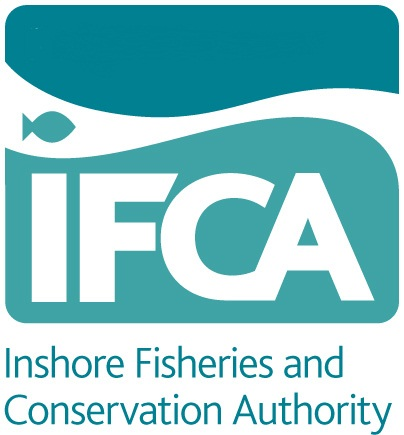 IFCA
Inshore Fisheries and
Conservation Authority